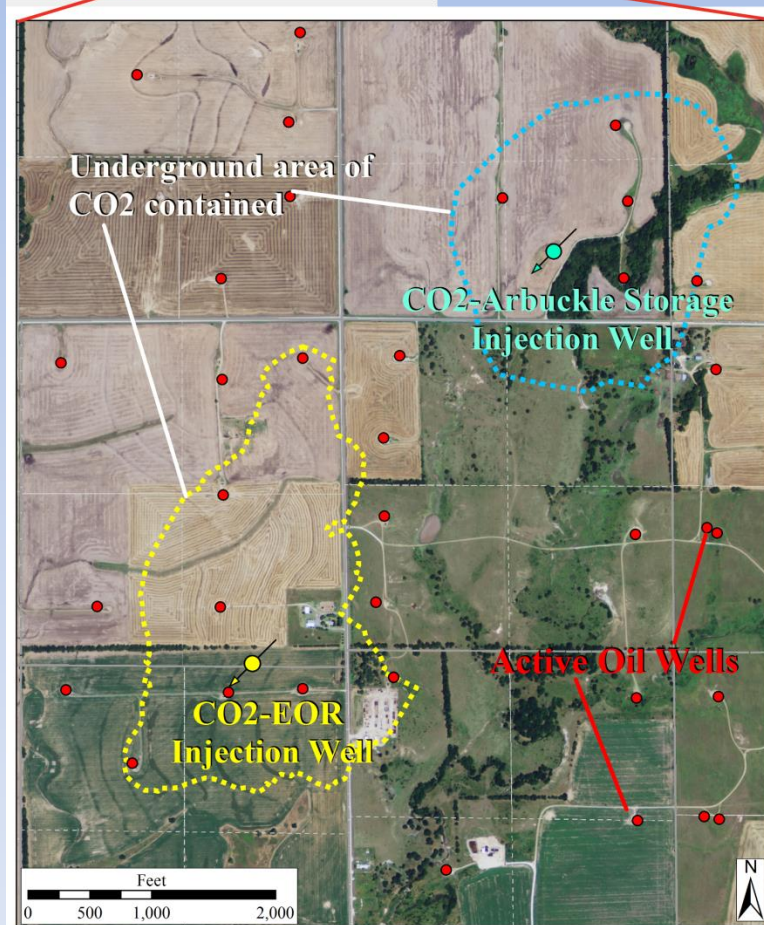 Underground area of
CO2 contained
CO2-Arbuckle Storage
Injection Well
Active Oil Wells
CO2-EOR
Injection Well
Feet
0 500 1,000 2,000
N